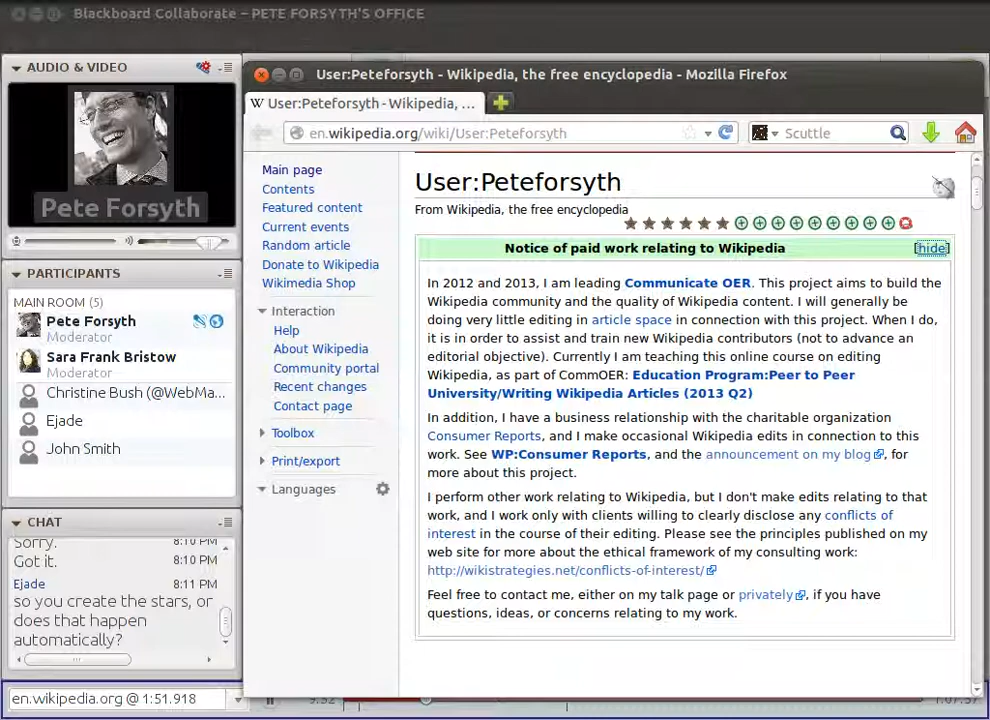 Blackboard Collaborate – PETE FORSYTH'S OFFICE
AUDIO & VIDEO
Pete Forsyth
PARTICIPANTS
MAIN ROOM (5)
Pete Forsyth
Moderator
Sara Frank Bristow
Moderator
Christine Bush (@WebMa...
Ejade
John Smith
CHAT
Sorry. 8:10 PM
Got it. 8:10 PM
Ejade 8:11 PM
so you create the stars, or
does that happen
automatically?
en.wikipedia.org @ 1:51.918
User:Peteforsyth - Wikipedia, the free encyclopedia - Mozilla Firefox
W User:Peteforsyth - Wikipedia, ...
en.wikipedia.org/wiki/User:Peteforsyth
Scuttle
Main page
Contents
Featured content
Current events
Random article
Donate to Wikipedia
Wikimedia Shop
Interaction
Help
About Wikipedia
Community portal
Recent changes
Contact page
Toolbox
Print/export
Languages
User:Peteforsyth
From Wikipedia, the free encyclopedia
Notice of paid work relating to Wikipedia [hide]
In 2012 and 2013, I am leading Communicate OER. This project aims to build the
Wikipedia community and the quality of Wikipedia content. I will generally be
doing very little editing in article space in connection with this project. When I do,
it is in order to assist and train new Wikipedia contributors (not to advance an
editorial objective). Currently I am teaching this online course on editing
Wikipedia, as part of CommOER: Education Program:Peer to Peer
University/Writing Wikipedia Articles (2013 Q2)
In addition, I have a business relationship with the charitable organization
Consumer Reports, and I make occasional Wikipedia edits in connection to this
work. See WP:Consumer Reports, and the announcement on my blog, for
more about this project.
I perform other work relating to Wikipedia, but I don't make edits relating to that
work, and I work only with clients willing to clearly disclose any conflicts of
interest in the course of their editing. Please see the principles published on my
web site for more about the ethical framework of my consulting work:
http://wikistrategies.net/conflicts-of-interest/
Feel free to contact me, either on my talk page or privately, if you have
questions, ideas, or concerns relating to my work.